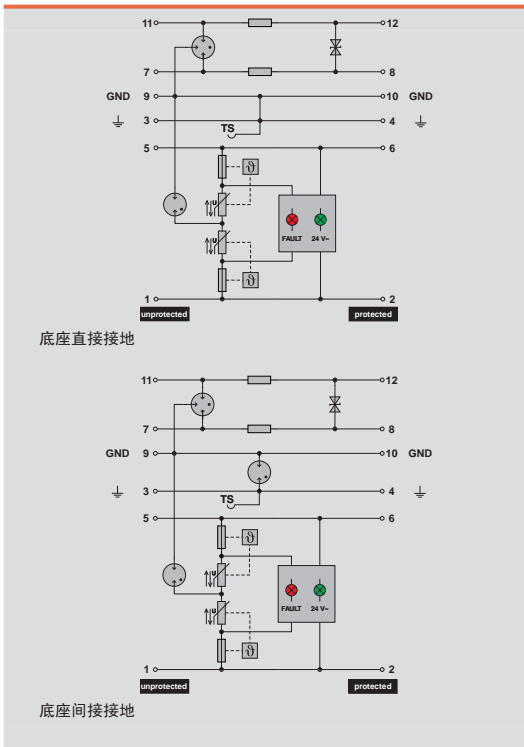 11 12
7 8
GND 9 10 GND
3 4
TS
5 6
ϑ
U
U
FAULT 24 V~
ϑ
1 2
unprotected protected
底座直接接地
11 12
7 8
GND 9 10 GND
3 4
TS
5 6
ϑ
U
U
FAULT 24 V~
ϑ
1 2
unprotected protected
底座间接接地